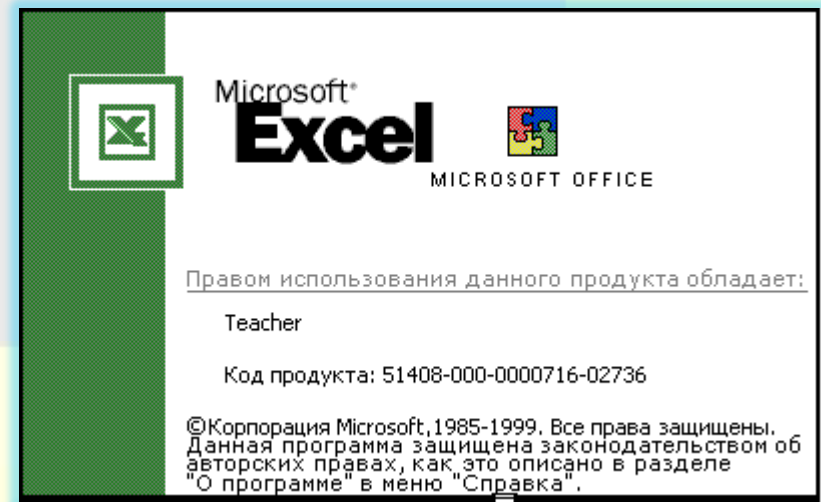 Microsoft®
Excel
MICROSOFT OFFICE
Правом использования данного продукта обладает:
Teacher
Код продукта: 51408-000-0000716-02736
©Корпорация Microsoft,1985-1999. Все права защищены.
Данная программа защищена законодательством об
авторских правах, как это описано в разделе
"О программе" в меню "Справка".